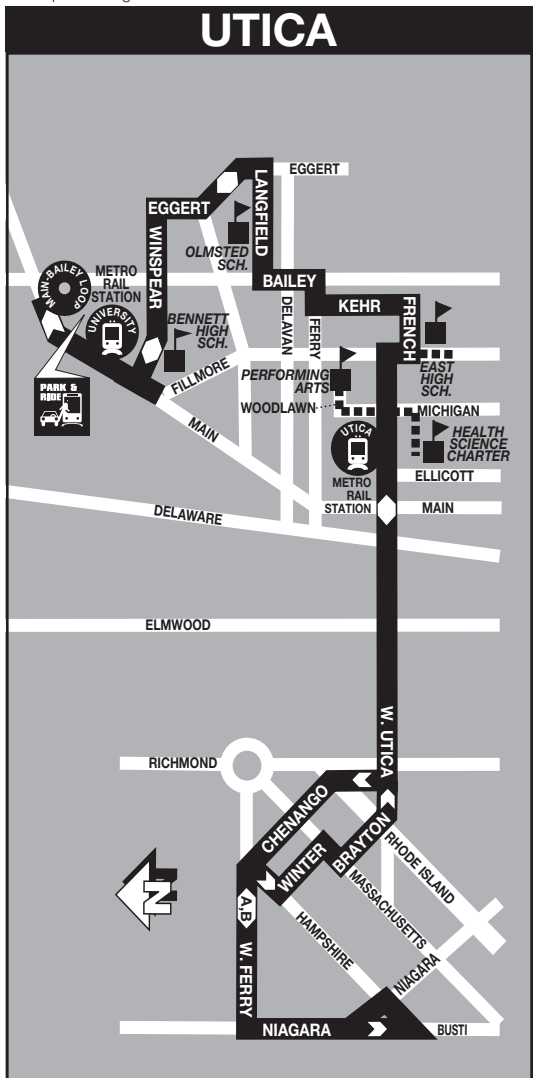 UTICA
EGGERT
LANGFIELD
EGGERT
WINSPEAR
OLMSTED
SCH.
MAIN-BAILEY LOOP
METRO
RAIL
STATION
UNIVERSITY
BAILEY
KEHR
FRENCH
BENNETT
HIGH
SCH.
DELAVAN
FERRY
PARK &
RIDE
FILLMORE
EAST
HIGH
SCH.
PERFORMING
ARTS
WOODLAWN
MICHIGAN
MAIN
UTICA
HEALTH
SCIENCE
CHARTER
METRO
RAIL
STATION
ELLICOTT
MAIN
DELAWARE
ELMWOOD
W. UTICA
RICHMOND
CHENANGO
WINTER
BRAYTON
RHODE ISLAND
MASSACHUSETTS
N
A,B
HAMPSHIRE
W. FERRY
NIAGARA
NIAGARA
BUSTI